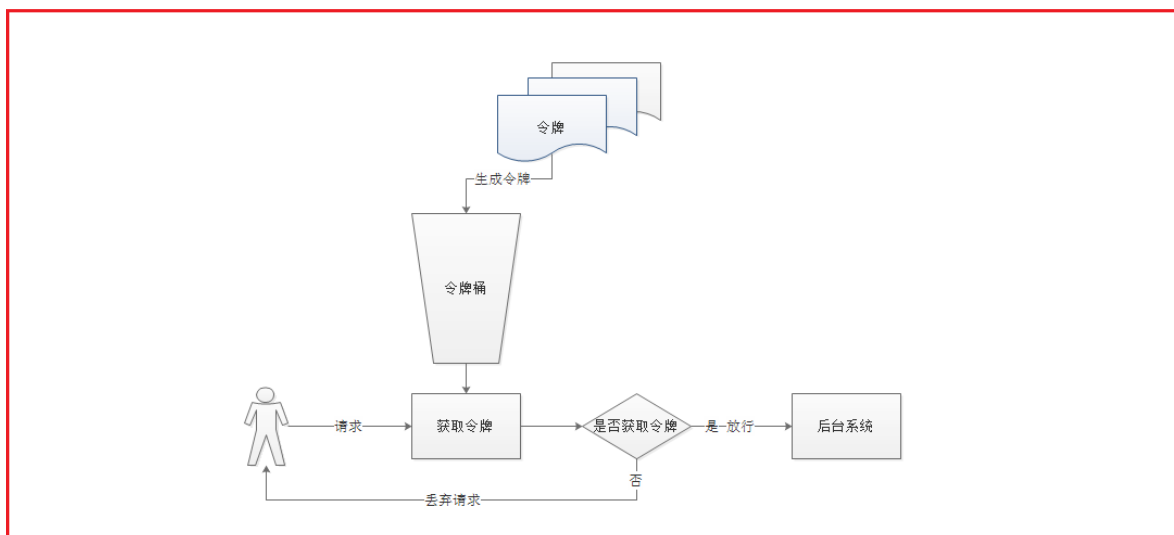 令牌
生成令牌
令牌桶
请求
获取令牌
是否获取令牌
是 放行
后台系统
否
丢弃请求